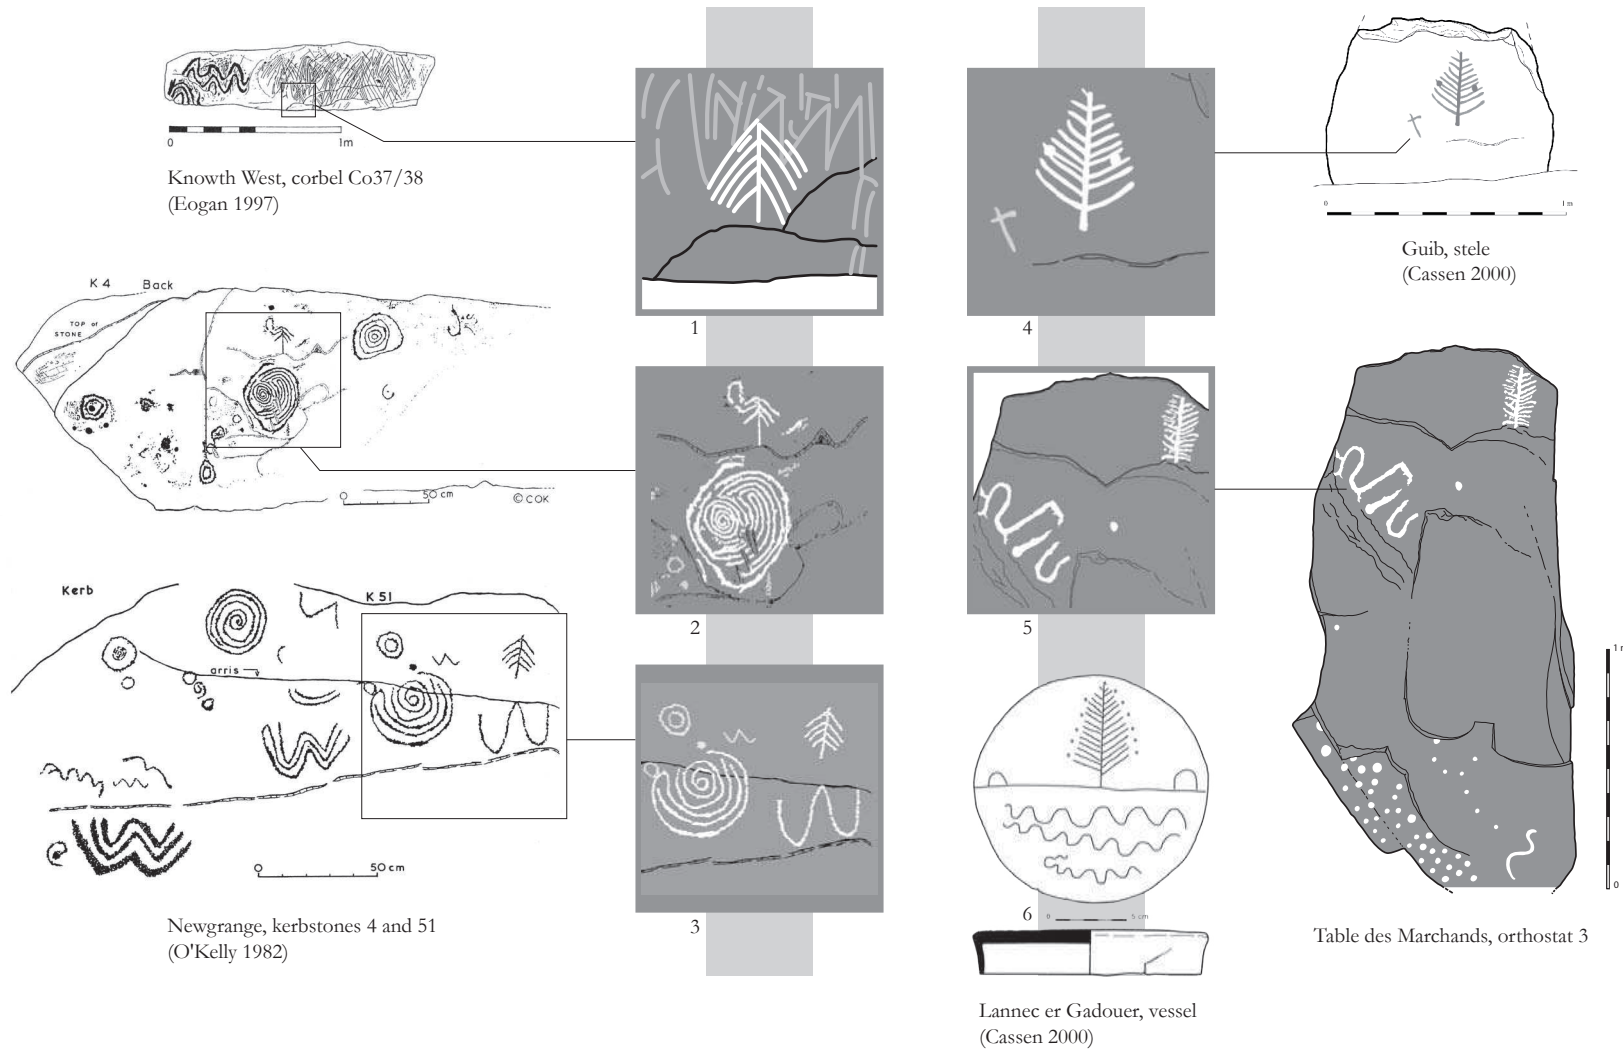 0 1m
Knowth West, corbel Co37/38
(Eogan 1997)
K 4 Back
TOP of
STONE
0 50 cm
© COK
Kerb
K 51
arris
0 50 cm
Newgrange, kerbstones 4 and 51
(O'Kelly 1982)
1
2
3
4
5
6
0 5 cm
Lannec er Gadouer, vessel
(Cassen 2000)
0 1 m
Guib, stele
(Cassen 2000)
1 m
0
Table des Marchands, orthostat 3